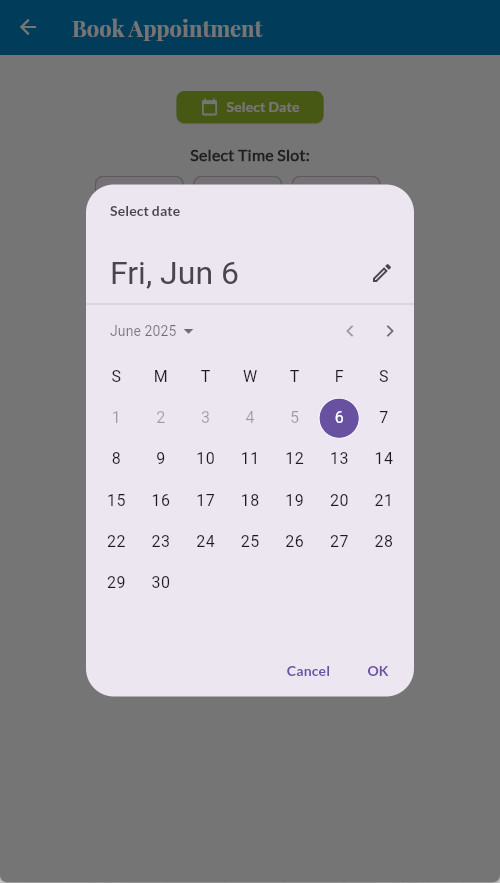 Book Appointment
Select Date
Select Time Slot:
Select date
Fri, Jun 6
June 2025
S M T W T F S
1 2 3 4 5 6 7
8 9 10 11 12 13 14
15 16 17 18 19 20 21
22 23 24 25 26 27 28
29 30
Cancel OK